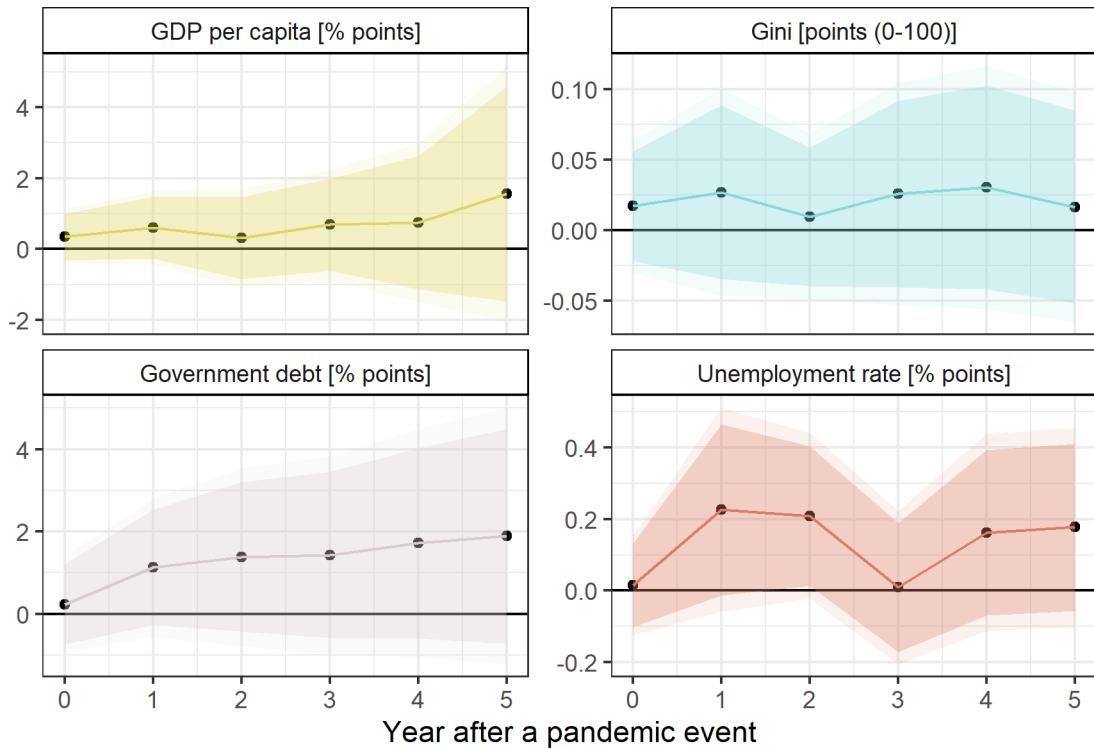 GDP per capita [% points]
Gini [points (0-100)]
4
2
0
-2
0.10
0.05
0.00
-0.05
Government debt [% points]
Unemployment rate [% points]
4
2
0
0.4
0.2
0.0
-0.2
0 1 2 3 4 5
0 1 2 3 4 5
Year after a pandemic event